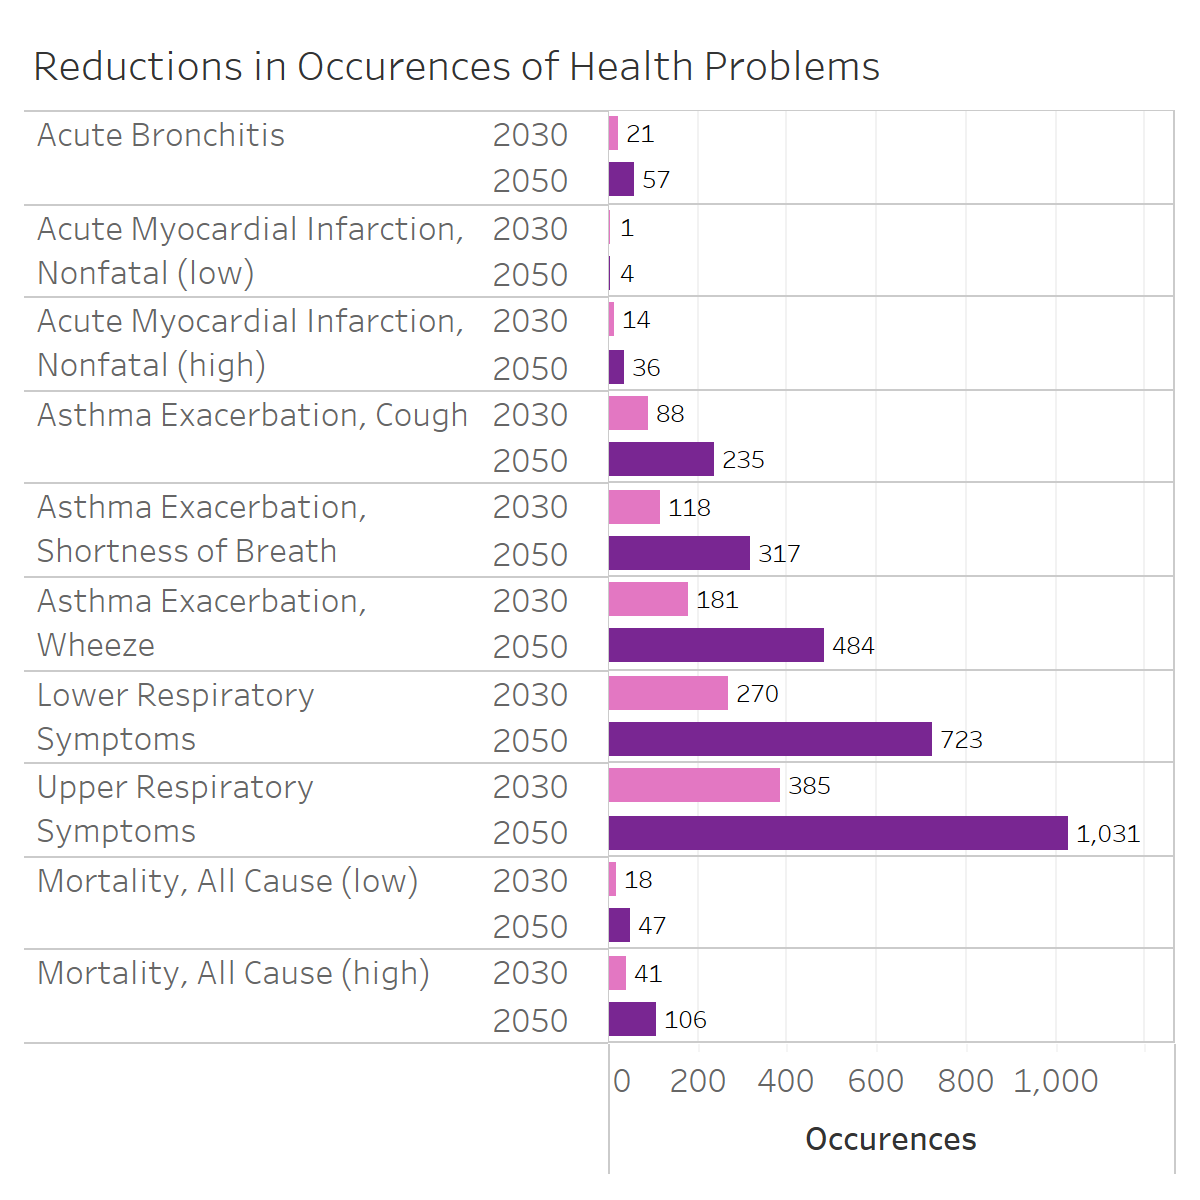 Reductions in Occurences of Health Problems
Acute Bronchitis 2030 21
2050 57
Acute Myocardial Infarction, 2030 1
Nonfatal (low) 2050 4
Acute Myocardial Infarction, 2030 14
Nonfatal (high) 2050 36
Asthma Exacerbation, Cough 2030 88
2050 235
Asthma Exacerbation, 2030 118
Shortness of Breath 2050 317
Asthma Exacerbation, 2030 181
Wheeze 2050 484
Lower Respiratory 2030 270
Symptoms 2050 723
Upper Respiratory 2030 385
Symptoms 2050 1,031
Mortality, All Cause (low) 2030 18
2050 47
Mortality, All Cause (high) 2030 41
2050 106
0 200 400 600 800 1,000
Occurences